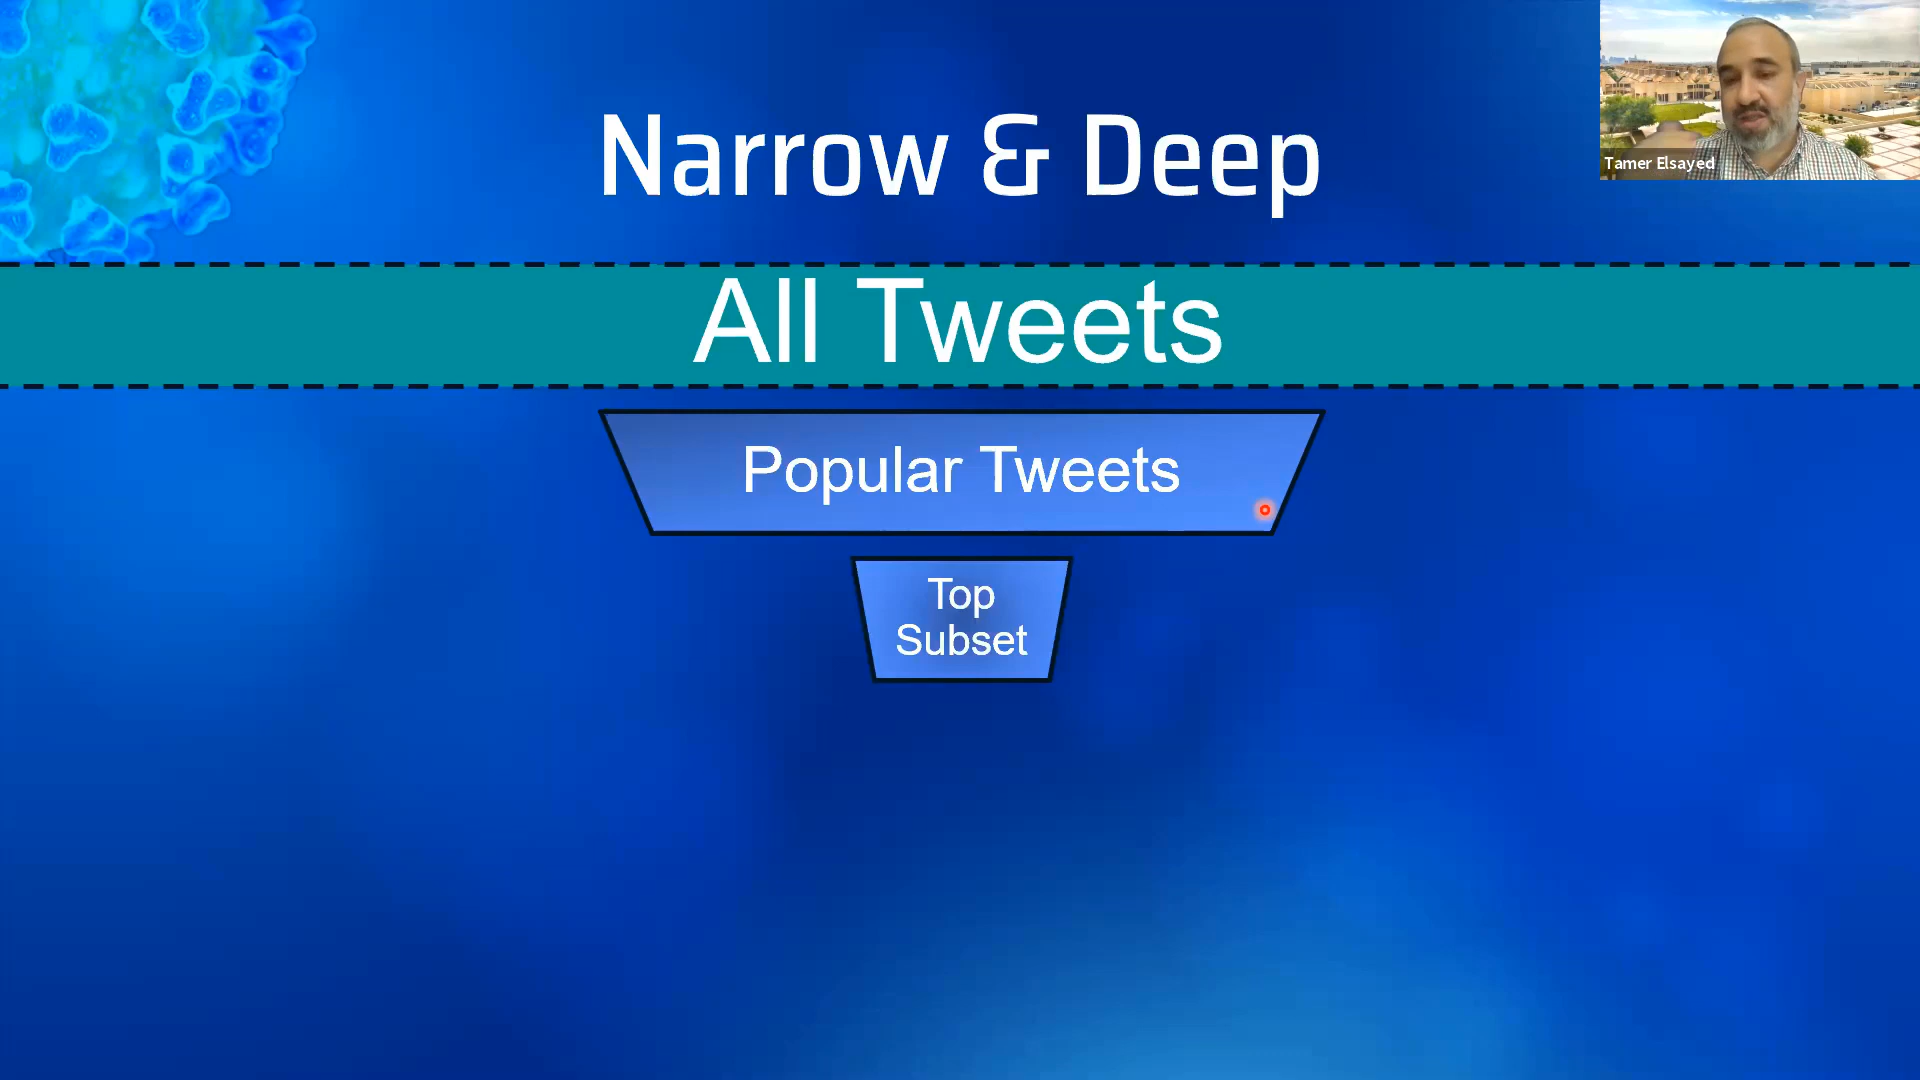 Narrow & Deep
Tamer Elsayed
All Tweets
Popular Tweets
Top
Subset